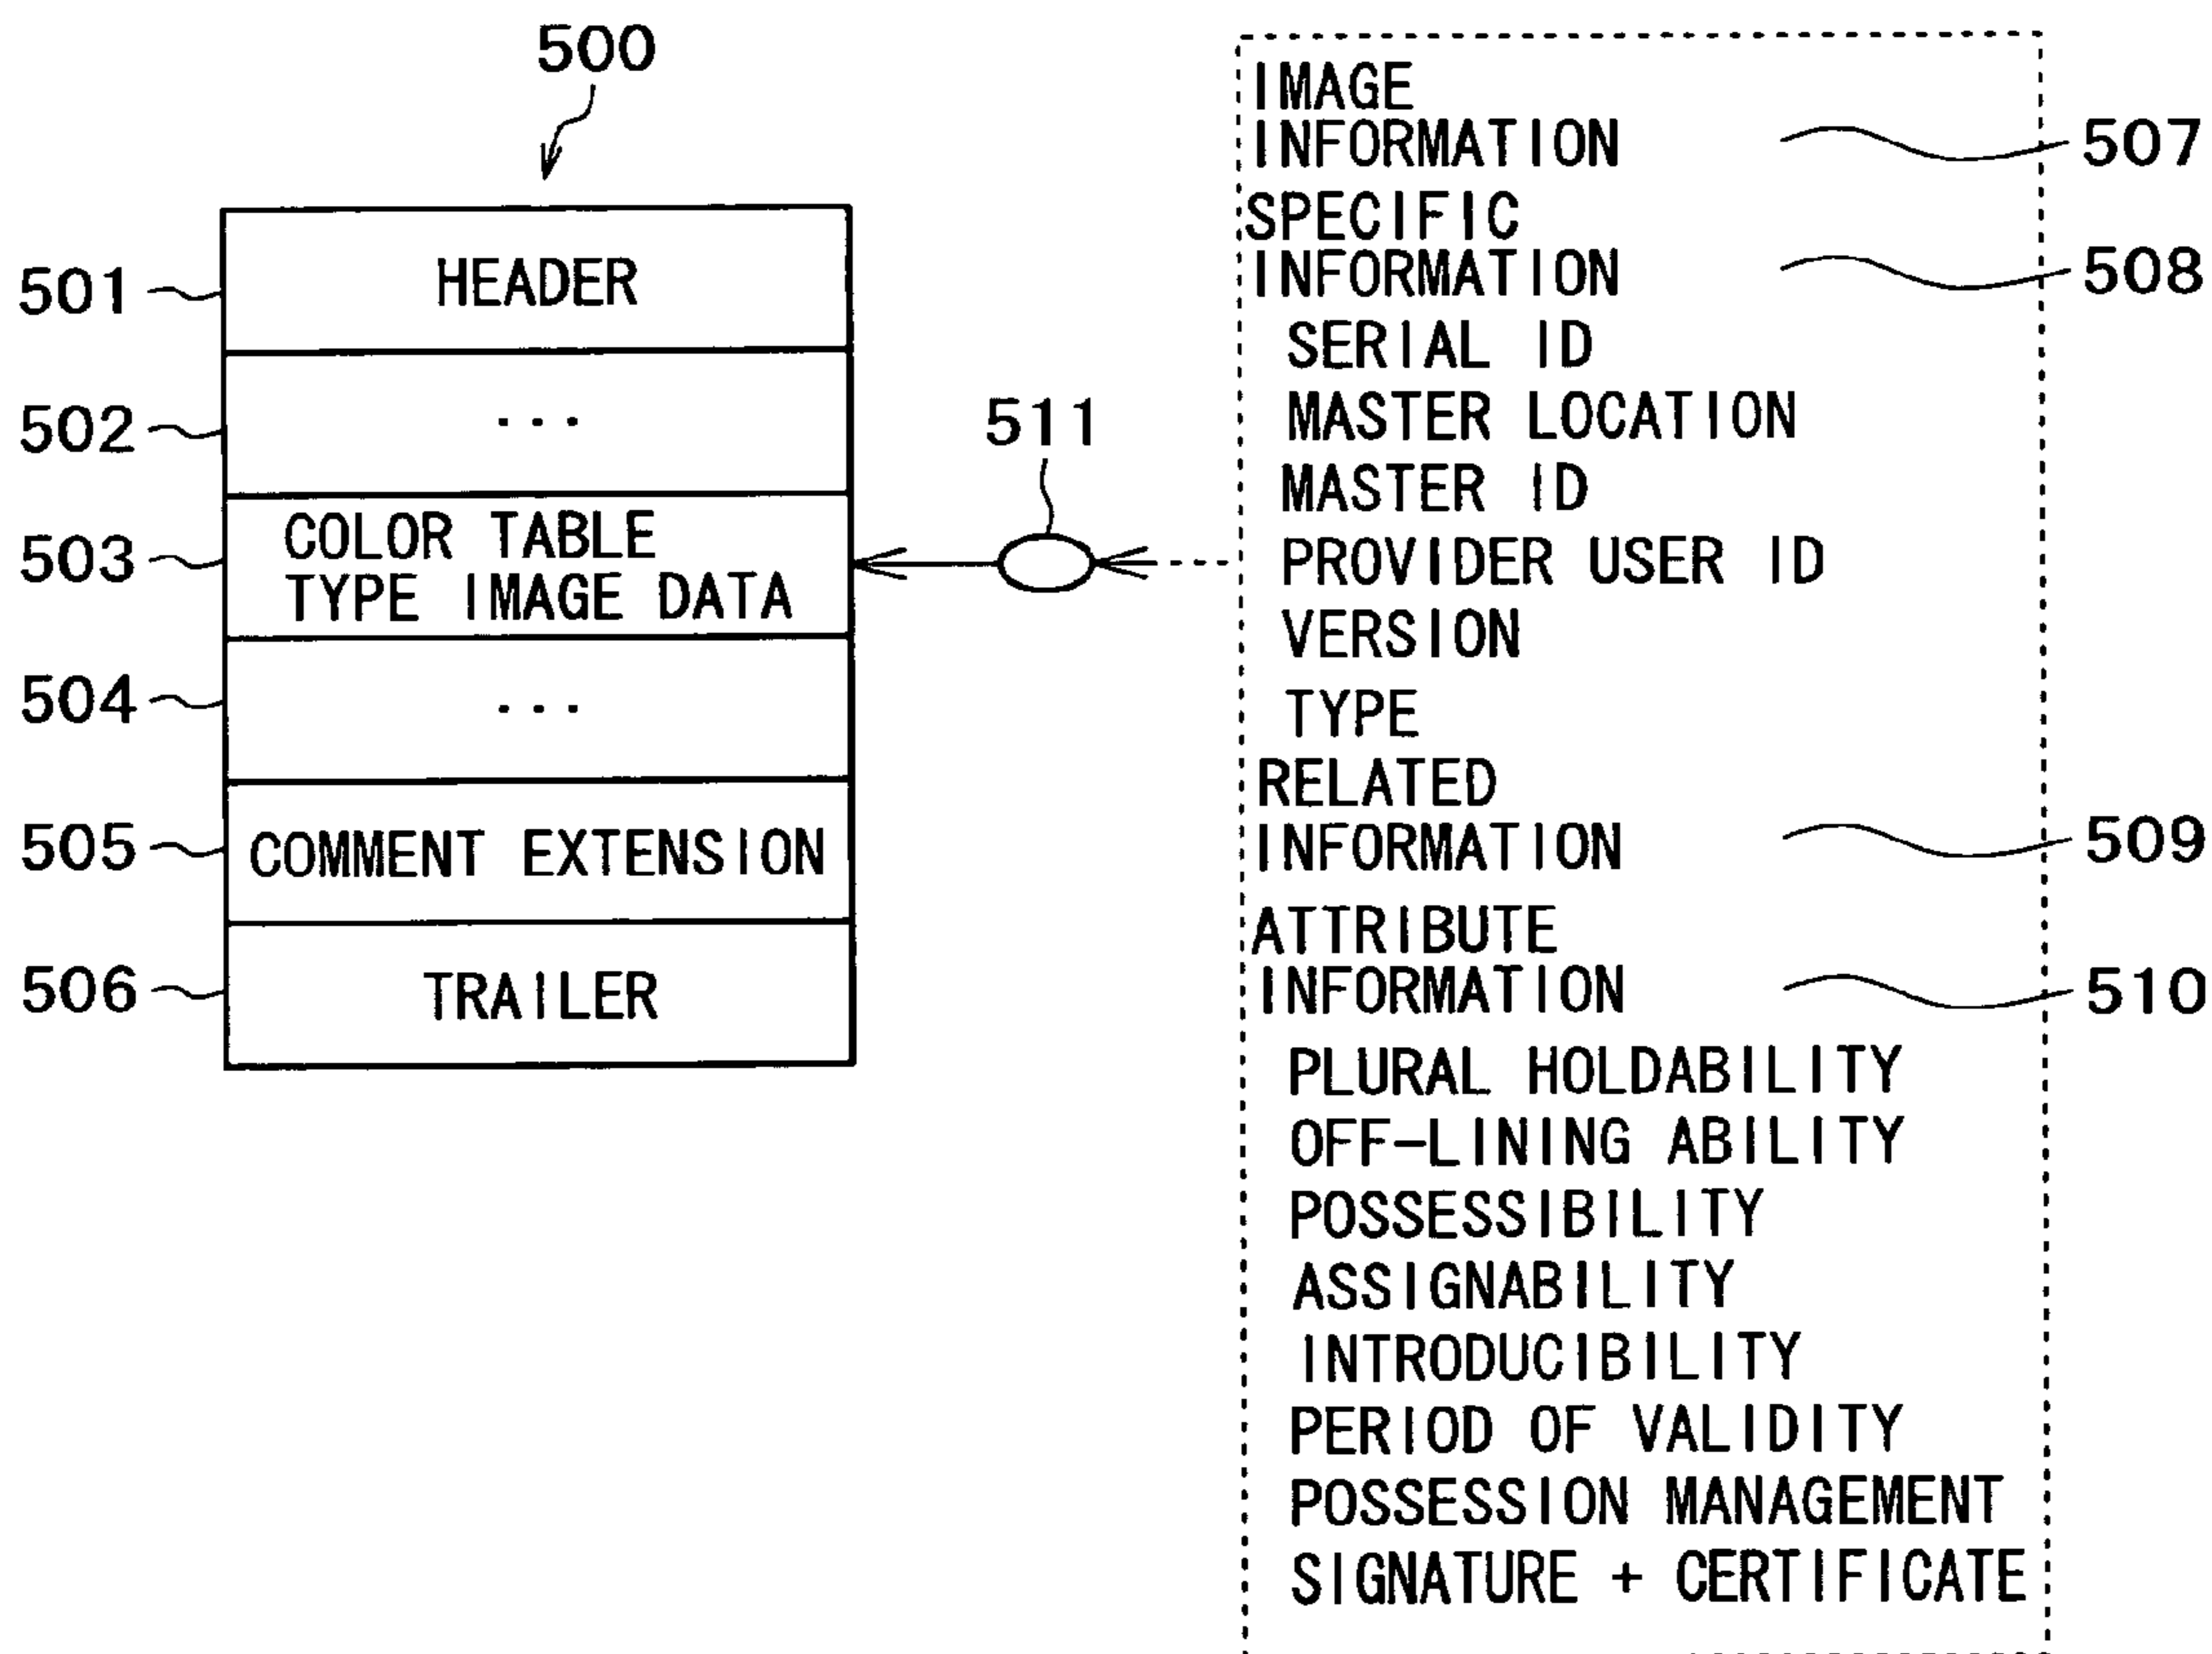 500
501
HEADER
502
...
503
COLOR TABLE
TYPE IMAGE DATA
504
...
505
COMMENT EXTENSION
506
TRAILER
511
IMAGE
INFORMATION
507
SPECIFIC
INFORMATION
508
SERIAL ID
MASTER LOCATION
MASTER ID
PROVIDER USER ID
VERSION
TYPE
RELATED
INFORMATION
509
ATTRIBUTE
INFORMATION
510
PLURAL HOLDABILITY
OFF-LINING ABILITY
POSSESSIBILITY
ASSIGNABILITY
INTRODUCIBILITY
PERIOD OF VALIDITY
POSSESSION MANAGEMENT
SIGNATURE + CERTIFICATE